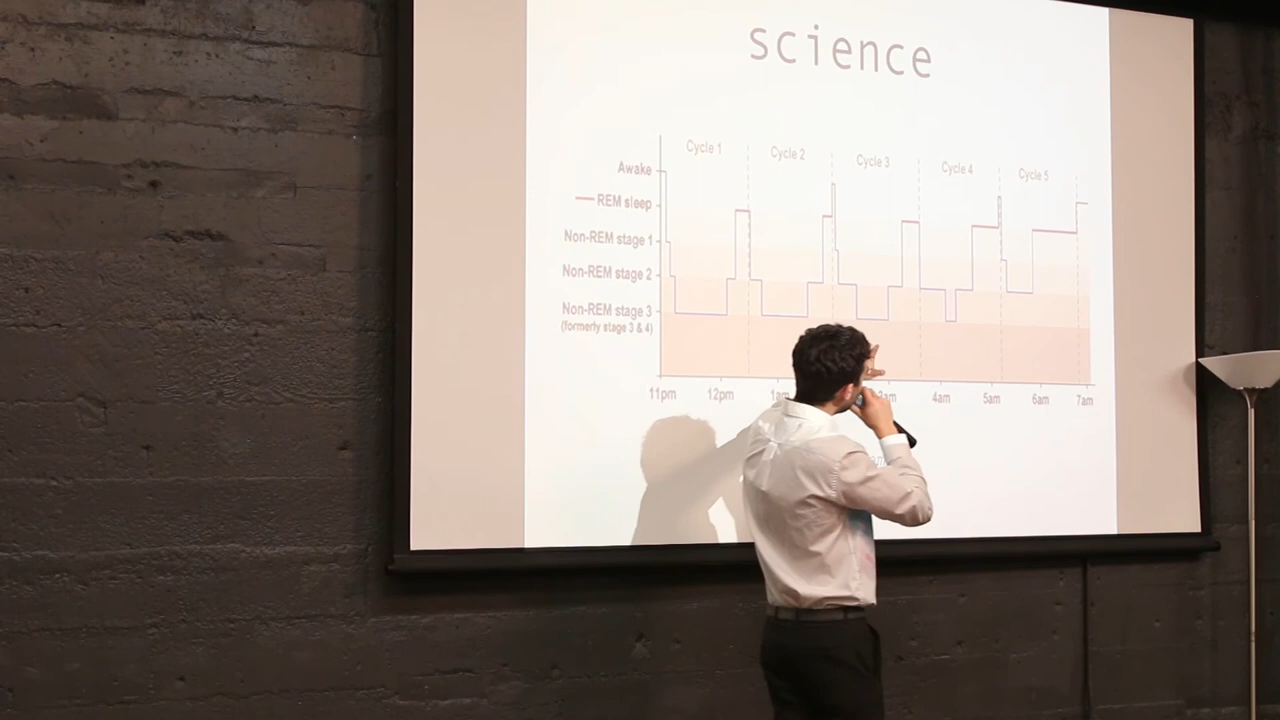 science
Cycle 1 Cycle 2 Cycle 3 Cycle 4 Cycle 5
Awake
REM sleep
Non-REM stage 1
Non-REM stage 2
Non-REM stage 3
(formerly stage 3 & 4)
11pm 12pm 4am 5am 6am 7am